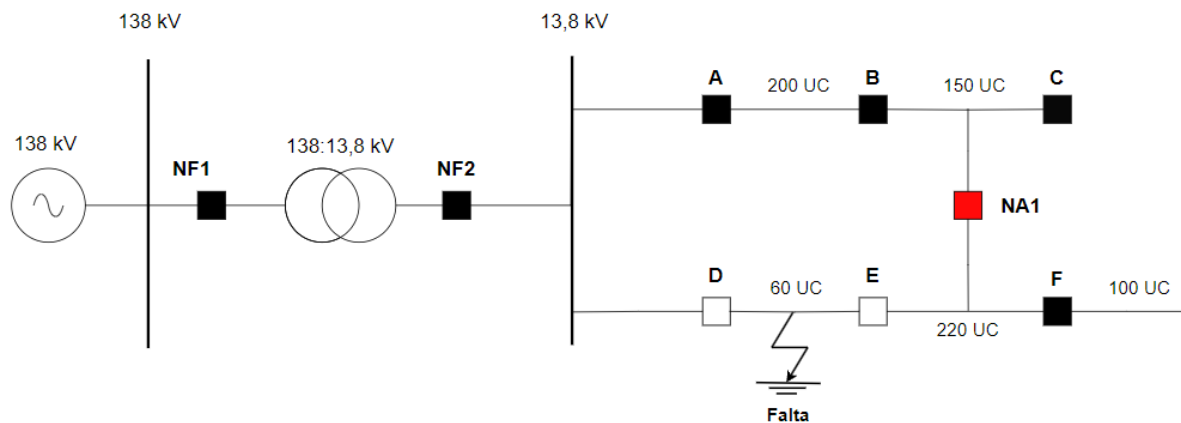 138 kV
13,8 kV
A
200 UC
B
150 UC
C
138 kV
NF1
138:13,8 kV
NF2
NA1
D
60 UC
E
220 UC
F
100 UC
Falta